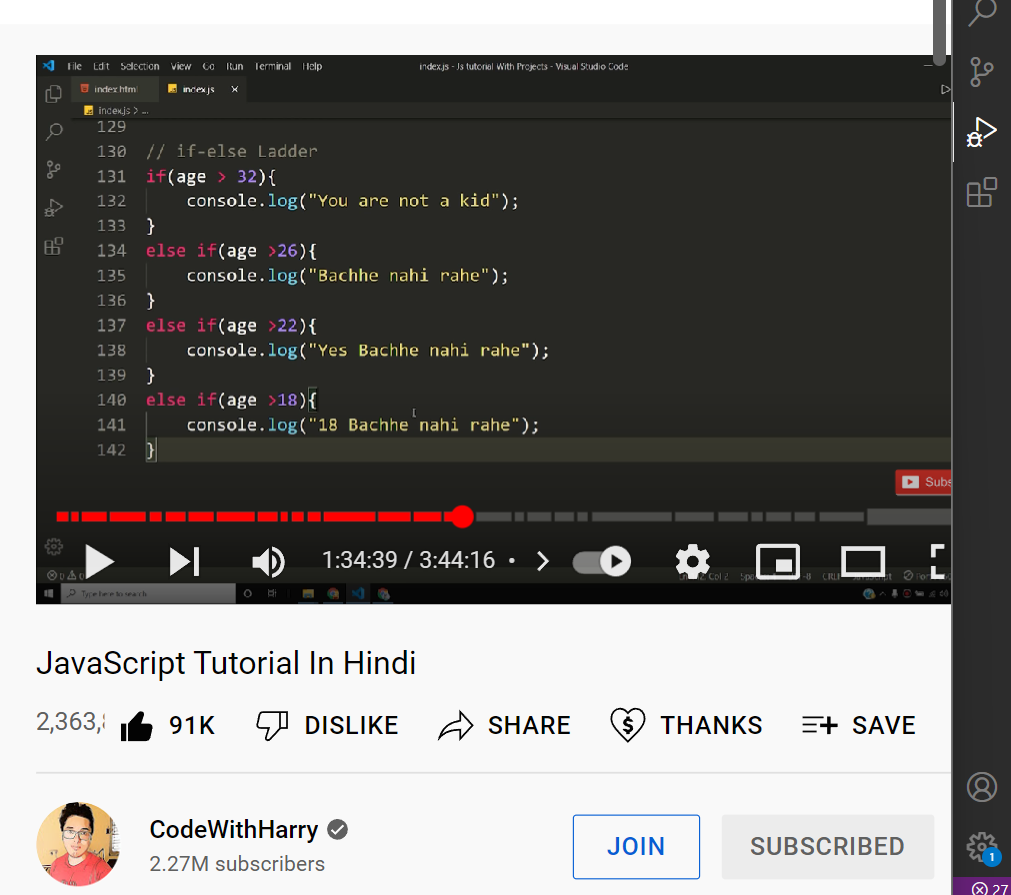 File Edit Selection View Go Run Terminal Help
index.js - Js tutorial With Projects - Visual Studio Code
index.html index.js
index.js > ...
129
130 // if-else Ladder
131 if(age > 32){
132 console.log("You are not a kid");
133 }
134 else if(age >26){
135 console.log("Bachhe nahi rahe");
136 }
137 else if(age >22){
138 console.log("Yes Bachhe nahi rahe");
139 }
140 else if(age >18){
141 console.log("18 Bachhe nahi rahe");
142 }
Subs
1:34:39 / 3:44:16 •
Type here to search
JavaScript Tutorial In Hindi
2,363, 91K DISLIKE SHARE THANKS SAVE
CodeWithHarry
2.27M subscribers
JOIN SUBSCRIBED
1
27